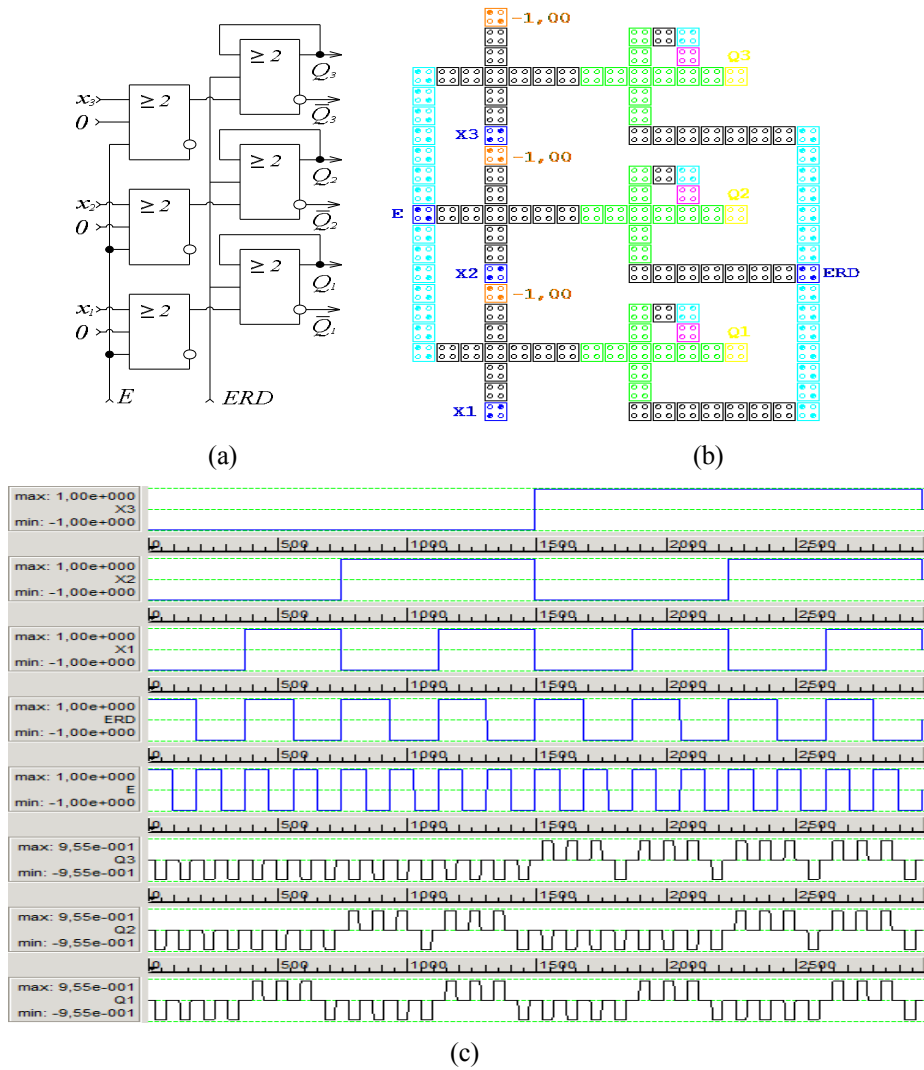 ≥ 2
Q₃
≥ 2
x₃
0
Q̅₃
≥ 2
Q₂
≥ 2
x₂
0
Q̅₂
≥ 2
Q₁
≥ 2
x₁
0
Q̅₁
E
ERD
-1,00
Q3
X3
-1,00
Q2
E
X2
ERD
-1,00
Q1
X1
(a)
(b)
max: 1,00e+000
X3
min: -1,00e+000
0 500 1000 1500 2000 2500
max: 1,00e+000
X2
min: -1,00e+000
0 500 1000 1500 2000 2500
max: 1,00e+000
X1
min: -1,00e+000
0 500 1000 1500 2000 2500
max: 1,00e+000
ERD
min: -1,00e+000
0 500 1000 1500 2000 2500
max: 1,00e+000
E
min: -1,00e+000
0 500 1000 1500 2000 2500
max: 9,55e-001
Q3
min: -9,55e-001
0 500 1000 1500 2000 2500
max: 9,55e-001
Q2
min: -9,55e-001
0 500 1000 1500 2000 2500
max: 9,55e-001
Q1
min: -9,55e-001
(c)